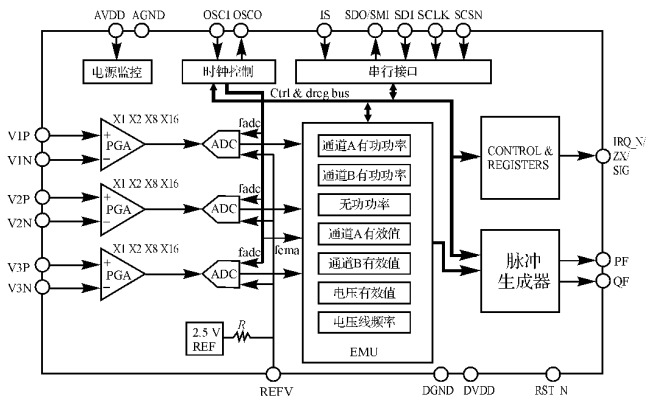 AVDD AGND OSCI OSCO IS SDO/SMI SDI SCLK SCSN
电源监控 时钟控制 串行接口
Ctrl & dreg bus
X1 X2 X8 X16
fadc
V1P
V1N
+
PGA
−
ADC
X1 X2 X8 X16
fadc
V2P
V2N
+
PGA
−
ADC
X1 X2 X8 X16
fadc
fema
V3P
V3N
+
PGA
−
ADC
通道A有功功率
通道B有功功率
无功功率
通道A有效值
通道B有效值
电压有效值
电压线频率
EMU
CONTROL &
REGISTERS
IRQ_N/
ZX/
SIG
脉冲
生成器
PF
QF
2.5 V
REF
R
REFV DGND DVDD RST_N